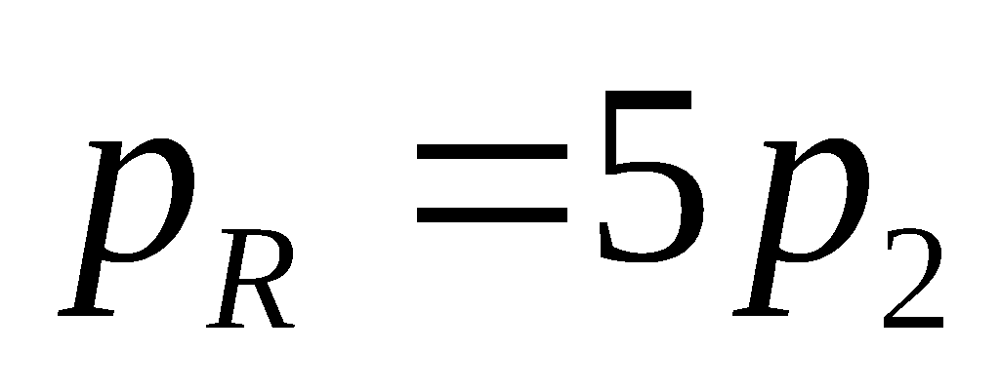 p_R = 5p_2